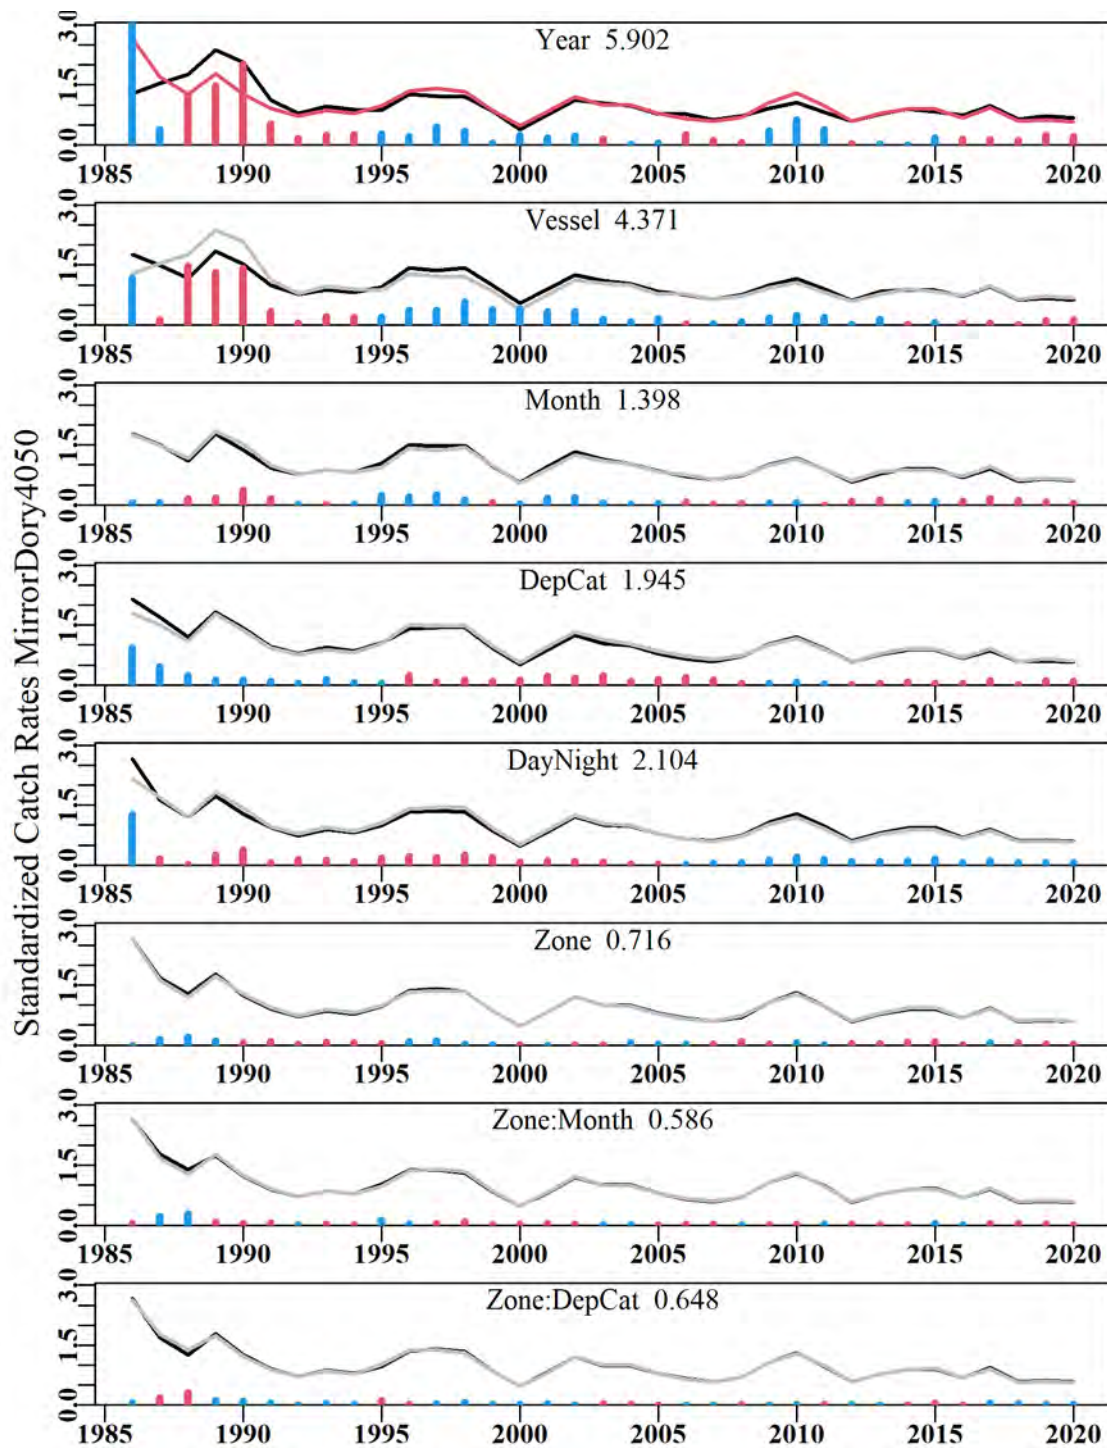 Standardized Catch Rates MirrorDory4050
Year 5.902
0.0 1.5 3.0
1985 1990 1995 2000 2005 2010 2015 2020
Vessel 4.371
0.0 1.5 3.0
1985 1990 1995 2000 2005 2010 2015 2020
Month 1.398
0.0 1.5 3.0
1985 1990 1995 2000 2005 2010 2015 2020
DepCat 1.945
0.0 1.5 3.0
1985 1990 1995 2000 2005 2010 2015 2020
DayNight 2.104
0.0 1.5 3.0
1985 1990 1995 2000 2005 2010 2015 2020
Zone 0.716
0.0 1.5 3.0
1985 1990 1995 2000 2005 2010 2015 2020
Zone:Month 0.586
0.0 1.5 3.0
1985 1990 1995 2000 2005 2010 2015 2020
Zone:DepCat 0.648
0.0 1.5 3.0
1985 1990 1995 2000 2005 2010 2015 2020